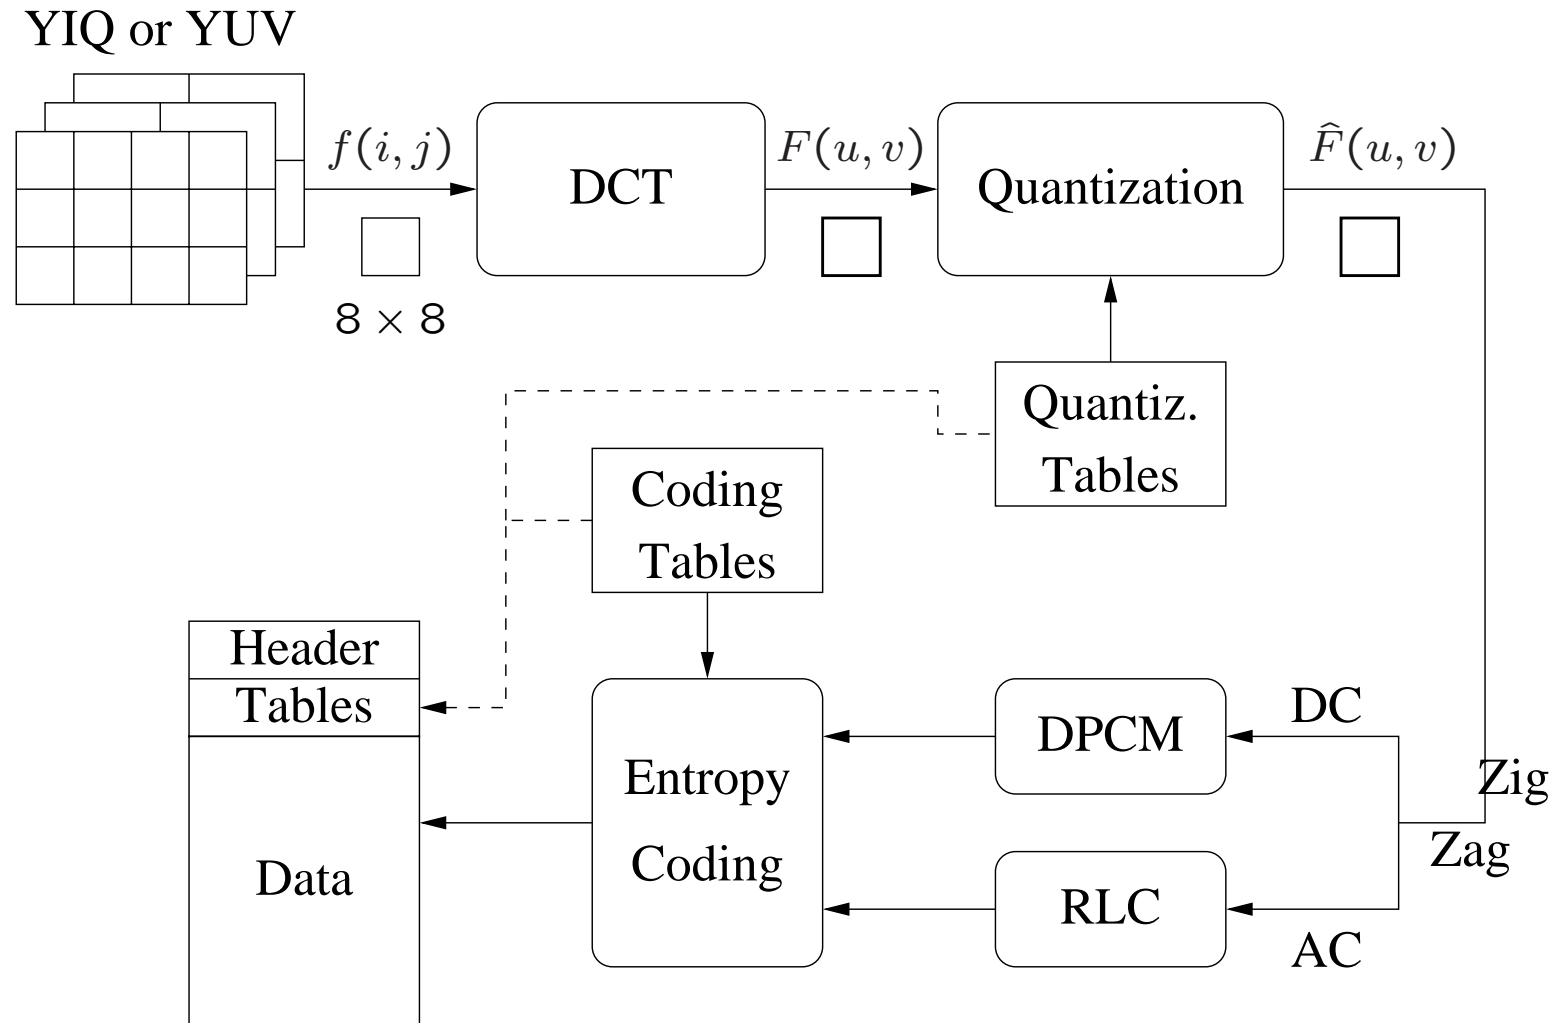 YIQ or YUV
f(i, j)
DCT
F(u, v)
Quantization
F̂(u, v)
8 × 8
Quantiz.
Tables
Coding
Tables
Header
Tables
Data
Entropy
Coding
DPCM
DC
Zig
Zag
RLC
AC